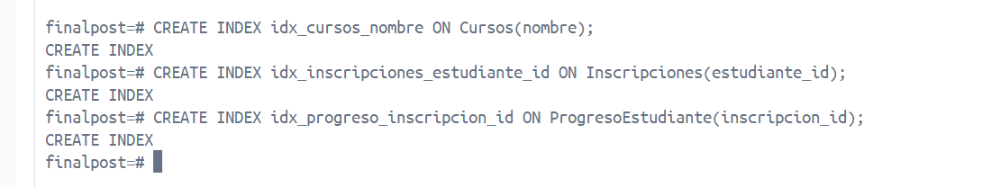 finalpost=# CREATE INDEX idx_cursos_nombre ON Cursos(nombre);
CREATE INDEX
finalpost=# CREATE INDEX idx_inscripciones_estudiante_id ON Inscripciones(estudiante_id);
CREATE INDEX
finalpost=# CREATE INDEX idx_progreso_inscripcion_id ON ProgresoEstudiante(inscripcion_id);
CREATE INDEX
finalpost=#